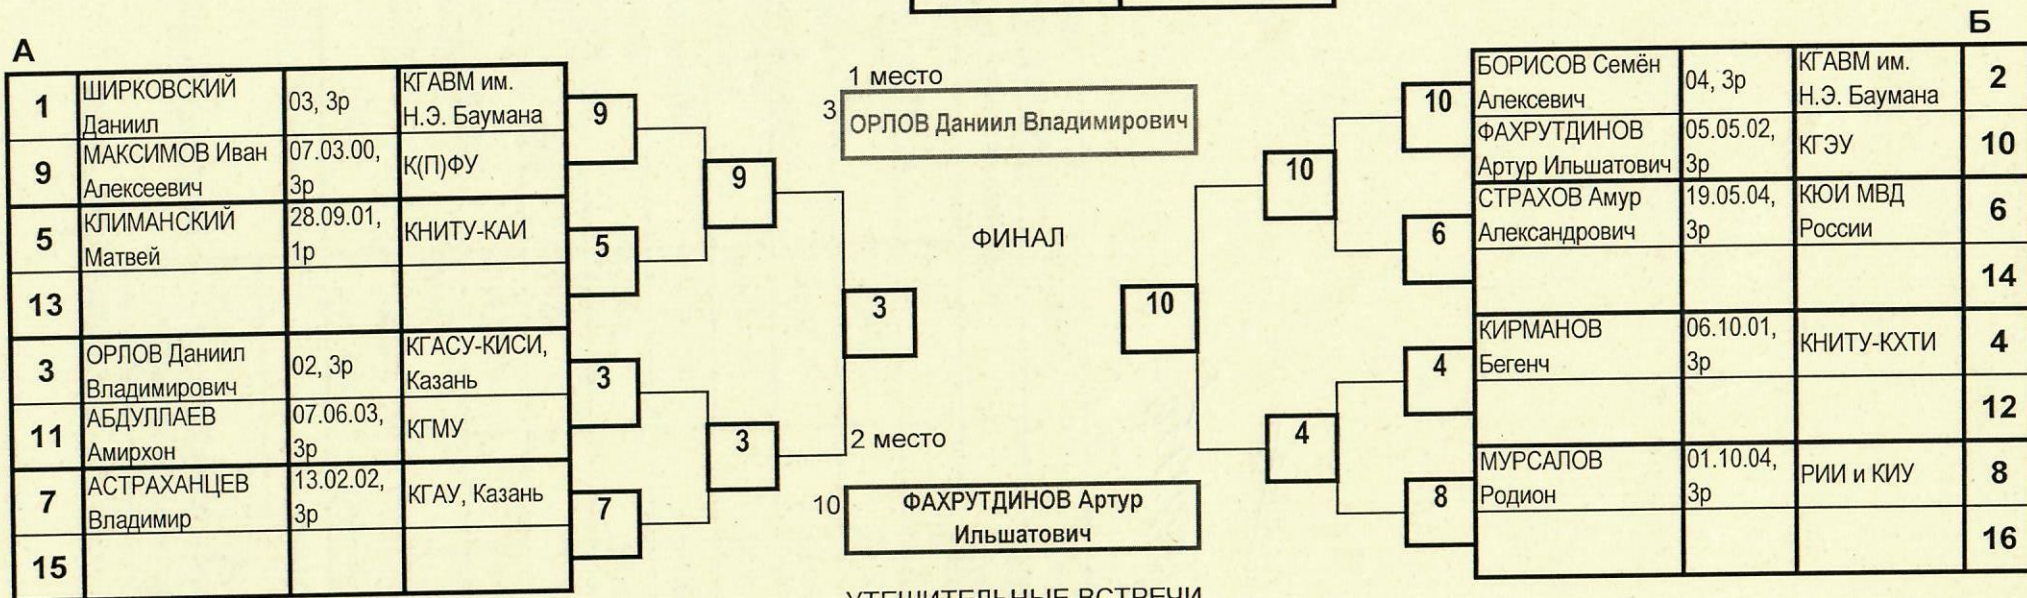 А
1
ШИРКОВСКИЙ
Даниил
03, 3р
КГАВМ им.
Н.Э. Баумана
9
МАКСИМОВ Иван
Алексеевич
07.03.00,
3р
К(П)ФУ
5
КЛИМАНСКИЙ
Матвей
28.09.01,
1р
КНИТУ-КАИ
13
3
ОРЛОВ Даниил
Владимирович
02, 3р
КГАСУ-КИСИ,
Казань
11
АБДУЛЛАЕВ
Амирхон
07.06.03,
3р
КГМУ
7
АСТРАХАНЦЕВ
Владимир
13.02.02,
3р
КГАУ, Казань
15
9
5
3
7
9
3
3
1 место
3
ОРЛОВ Даниил Владимирович
ФИНАЛ
2 место
10
ФАХРУТДИНОВ Артур
Ильшатович
УТЕШИТЕЛЬНЫЕ ВСТРЕЧИ
10
10
4
10
6
4
8
Б
БОРИСОВ Семён
Алексевич
04, 3р
КГАВМ им.
Н.Э. Баумана
2
ФАХРУТДИНОВ
Артур Ильшатович
05.05.02,
3р
КГЭУ
10
СТРАХОВ Амур
Александрович
19.05.04,
3р
КЮИ МВД
России
6
14
КИРМАНОВ
Бегенч
06.10.01,
3р
КНИТУ-КХТИ
4
12
МУРСАЛОВ
Родион
01.10.04,
3р
РИИ и КИУ
8
16